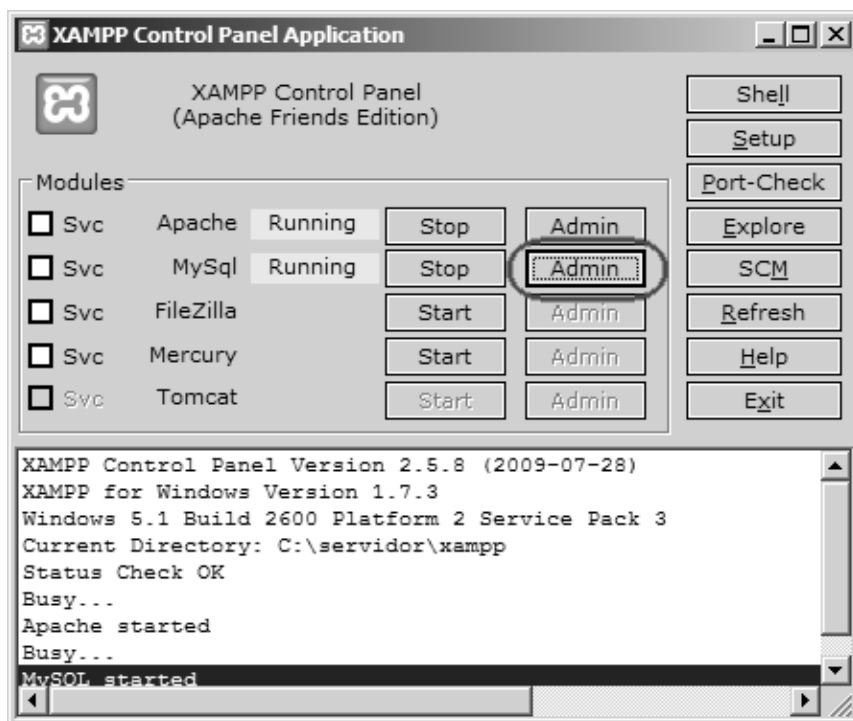 XAMPP Control Panel Application
XAMPP Control Panel
(Apache Friends Edition)
Shell
Setup
Port-Check
Explore
SCM
Refresh
Help
Exit
Modules
Svc Apache Running Stop Admin
Svc MySql Running Stop Admin
Svc FileZilla Start Admin
Svc Mercury Start Admin
Svc Tomcat Start Admin
XAMPP Control Panel Version 2.5.8 (2009-07-28)
XAMPP for Windows Version 1.7.3
Windows 5.1 Build 2600 Platform 2 Service Pack 3
Current Directory: C:\servidor\xampp
Status Check OK
Busy...
Apache started
Busy...
MySQL started